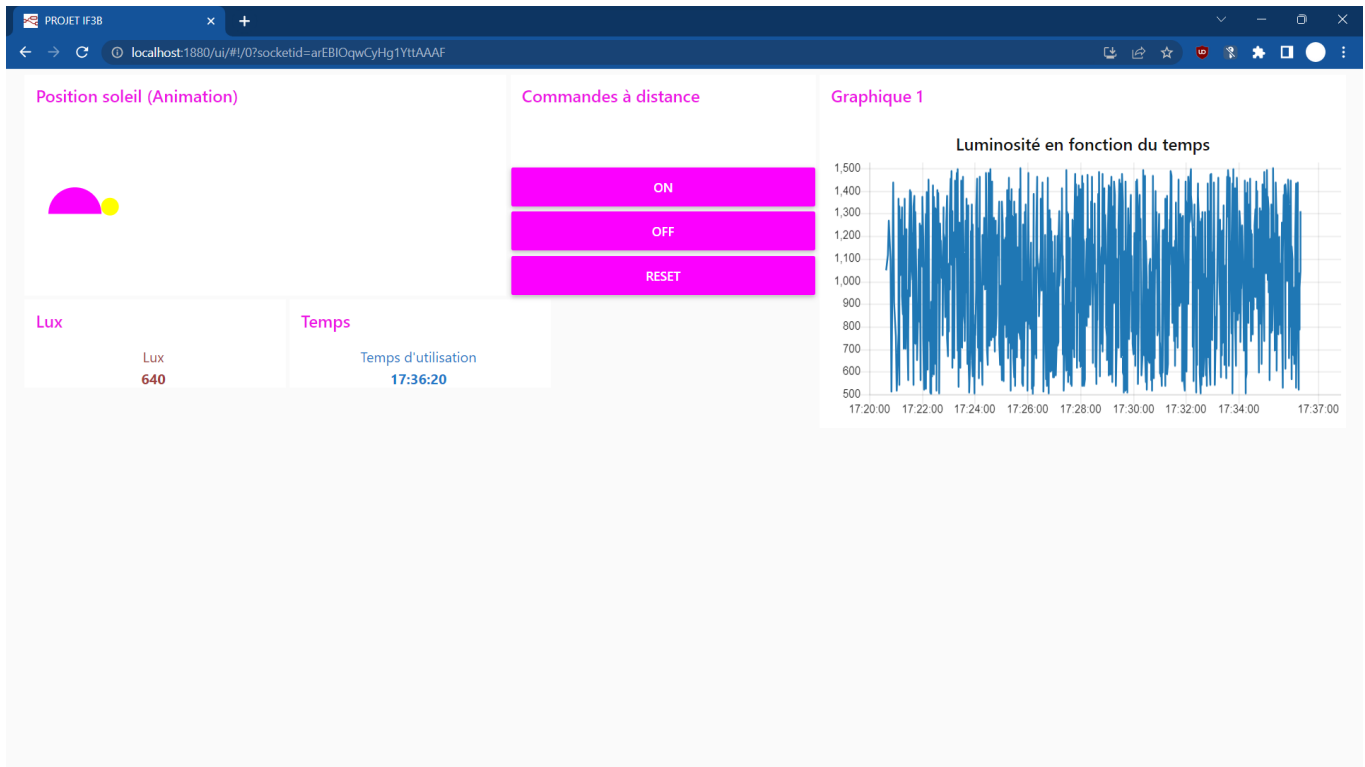 PROJET IF3B
localhost:1880/ui/#!/0?socketid=arEBIOqwCyHg1YttAAAF
Position soleil (Animation)
Commandes à distance
ON
OFF
RESET
Graphique 1
Luminosité en fonction du temps
1,500
1,400
1,300
1,200
1,100
1,000
900
800
700
600
500
17:20:00 17:22:00 17:24:00 17:26:00 17:28:00 17:30:00 17:32:00 17:34:00 17:37:00
Lux
Lux
640
Temps
Temps d'utilisation
17:36:20